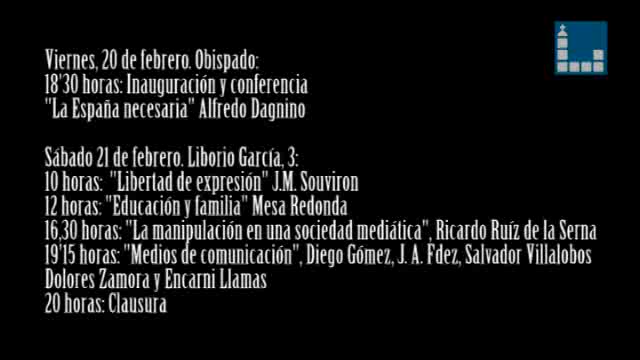 Viernes, 20 de febrero. Obispado:
18'30 horas: Inauguración y conferencia
"La España necesaria" Alfredo Dagnino
Sábado 21 de febrero. Liborio García, 3:
10 horas: "Libertad de expresión" J.M. Souviron
12 horas: "Educación y familia" Mesa Redonda
16,30 horas: "La manipulación en una sociedad mediática", Ricardo Ruíz de la Serna
19'15 horas: "Medios de comunicación", Diego Gómez, J. A. Fdez, Salvador Villalobos
Dolores Zamora y Encarni Llamas
20 horas: Clausura